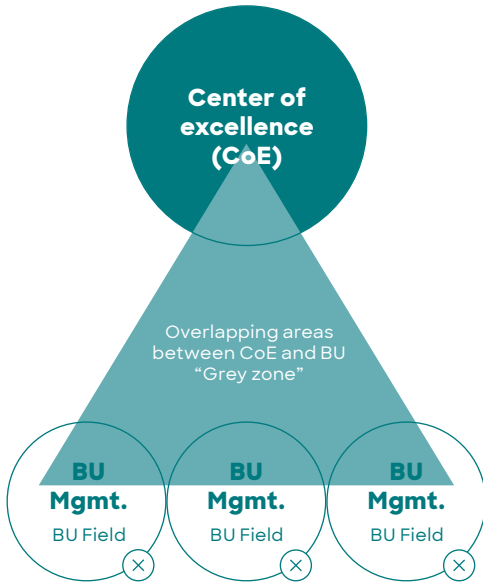 Center of
excellence
(CoE)
Overlapping areas
between CoE and BU
“Grey zone”
BU
Mgmt.
BU Field
BU
Mgmt.
BU Field
BU
Mgmt.
BU Field